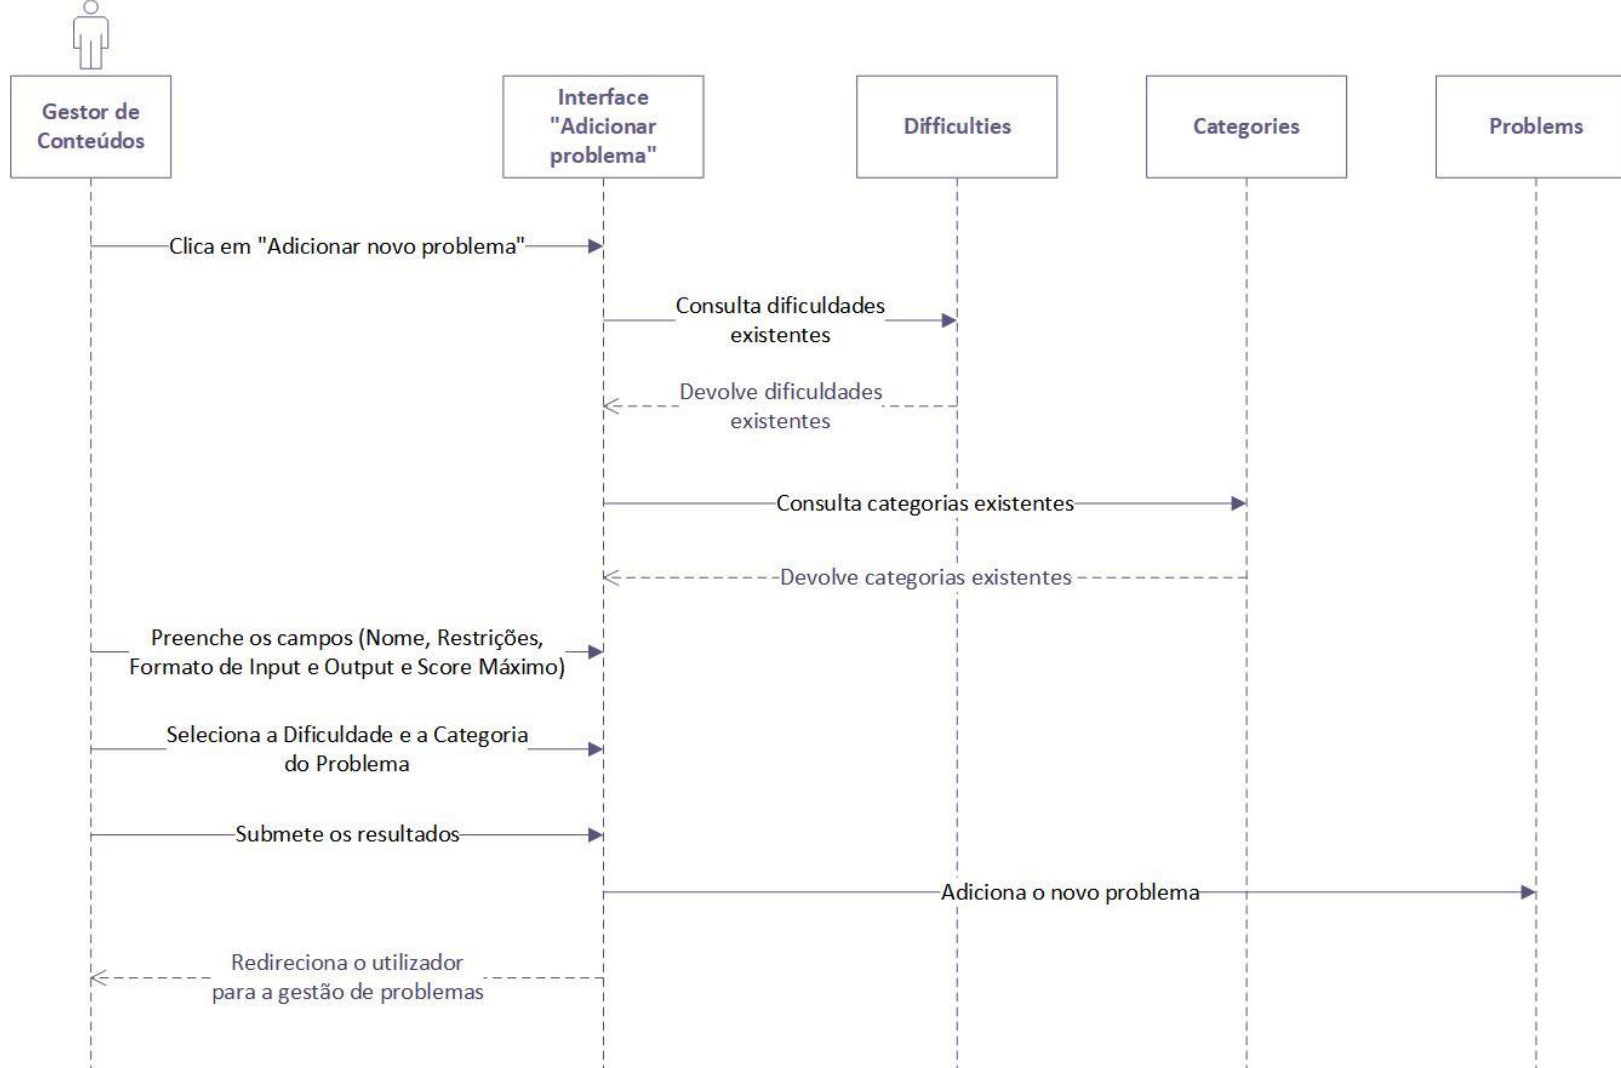 Gestor de
Conteúdos
Interface
"Adicionar
problema"
Difficulties
Categories
Problems
Clica em "Adicionar novo problema"
Consulta dificuldades
existentes
Devolve dificuldades
existentes
Consulta categorias existentes
Devolve categorias existentes
Preenche os campos (Nome, Restrições,
Formato de Input e Output e Score Máximo)
Seleciona a Dificuldade e a Categoria
do Problema
Submete os resultados
Adiciona o novo problema
Redireciona o utilizador
para a gestão de problemas